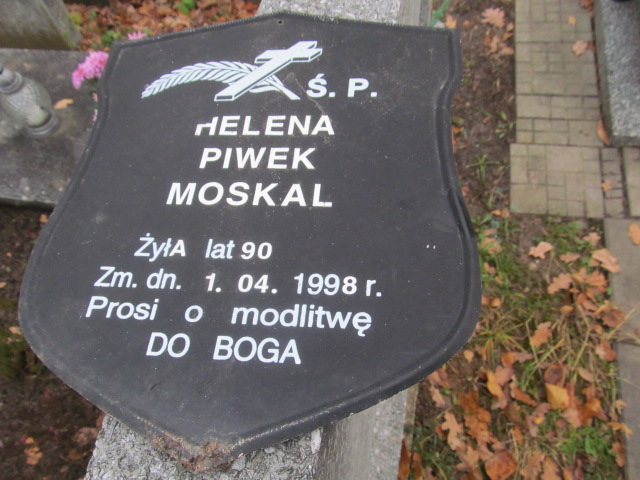 Ś. P.
HELENA
PIWEK
MOSKAL
ŻyłA lat 90
Zm. dn. 1. 04. 1998 r.
Prosi o modlitwę
DO BOGA